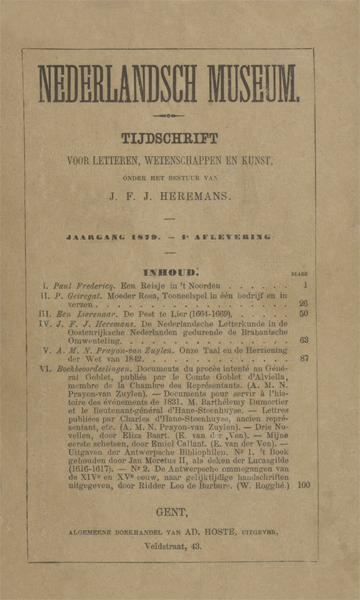 NEDERLANDSCH MUSEUM.
TIJDSCHRIFT
VOOR LETTEREN, WETENSCHAPPEN EN KUNST,
ONDER HET BESTUUR VAN
J. F. J. HEREMANS.
JAARGANG 1879. — 1e AFLEVERING
INHOUD.
BLADZ.
I. Paul Fredericq. Een Reisje in 't Noorden . . . . . . 1
II. P. Geiregat. Moeder Rosa, Tooneelspel in één bedrijf en in
verzen . . . . . . . . . . . . 26
III. Een Lierenaar. De Pest te Lier (1664-1669). . . . . 50
IV. J. F. J. Heremans. De Nederlandsche Letterkunde in de
Oostenrijksche Nederlanden gedurende de Brabantsche
Omwenteling. . . . . . . . . . . 63
V. A. M. N. Prayon-van Zuylen. Onze Taal en de Herziening
der Wet van 1842. . . . . . . . . . 87
VI. Boekbeoordeelingen. Documents du procès intenté au Géné-
ral Goblet, publiés par le Comte Goblet d'Alviella,
membre de la Chambre des Représentants. (A. M. N.
Prayon-van Zuylen). — Documents pour servir à l'his-
toire des événements de 1831. M. Barthélemy Dumortier
et le lieutenant-général d'Hane-Steenhuyse. — Lettres
publiées par Charles d'Hane-Steenhuyse, ancien repré-
sentant, etc. (A. M. N. Prayon-van Zuylen). — Drie No-
vellen, door Eliza Baart. (E. van der Ven). — Mijne
eerste schetsen, door Emiel Callant. (E. van der Ven). —
Uitgaven der Antwerpsche Bibliophilen. No 1. 't Boek
gehouden door Jan Moretus II, als deken der Lucasgilde
(1616-1617). — No 2. De Antwerpsche ommegangen van
de XIVe en XVe eeuw, naar gelijktijdige handschriften
uitgegeven, door Ridder Leo de Burbure. (W. Rogghé.) 100
GENT,
ALGEMEENE BOEKHANDEL VAN AD. HOSTE, UITGEVER,
Veldstraat, 43.